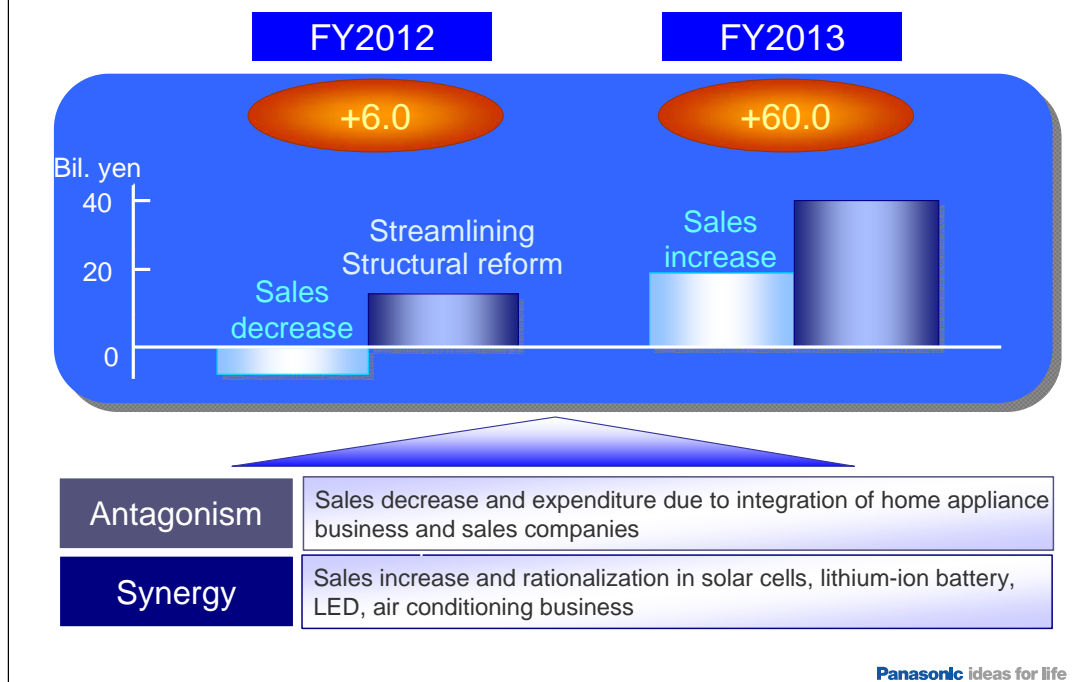 FY2012
FY2013
+6.0
+60.0
Bil. yen
40
20
0
Sales
decrease
Streamlining
Structural reform
Sales
increase
Antagonism
Sales decrease and expenditure due to integration of home appliance
business and sales companies
Synergy
Sales increase and rationalization in solar cells, lithium-ion battery,
LED, air conditioning business
Panasonic ideas for life